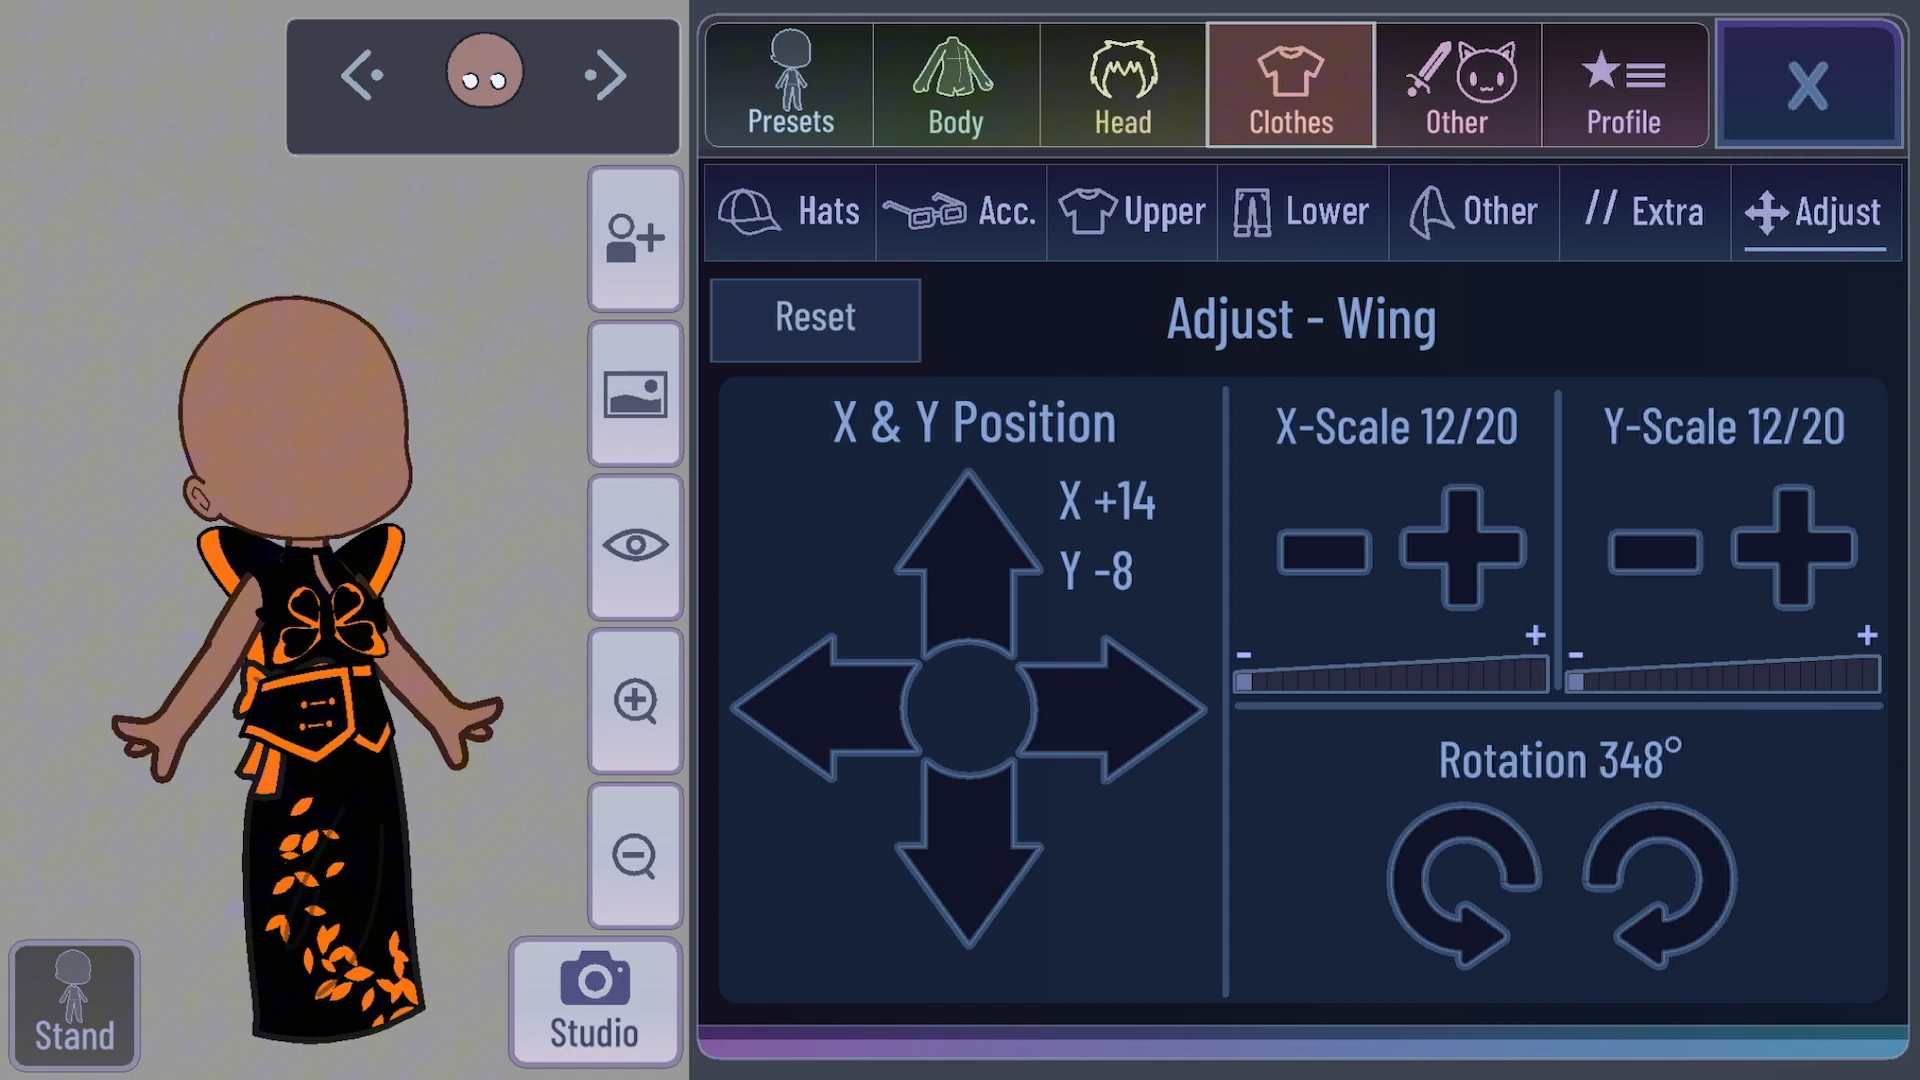 Presets
Body
Head
Clothes
Other
Profile
X
Hats
Acc.
Upper
Lower
Other
Extra
Adjust
Reset
Adjust - Wing
X & Y Position
X +14
Y -8
X-Scale 12/20
Y-Scale 12/20
- +
- +
Rotation 348°
Stand
Studio